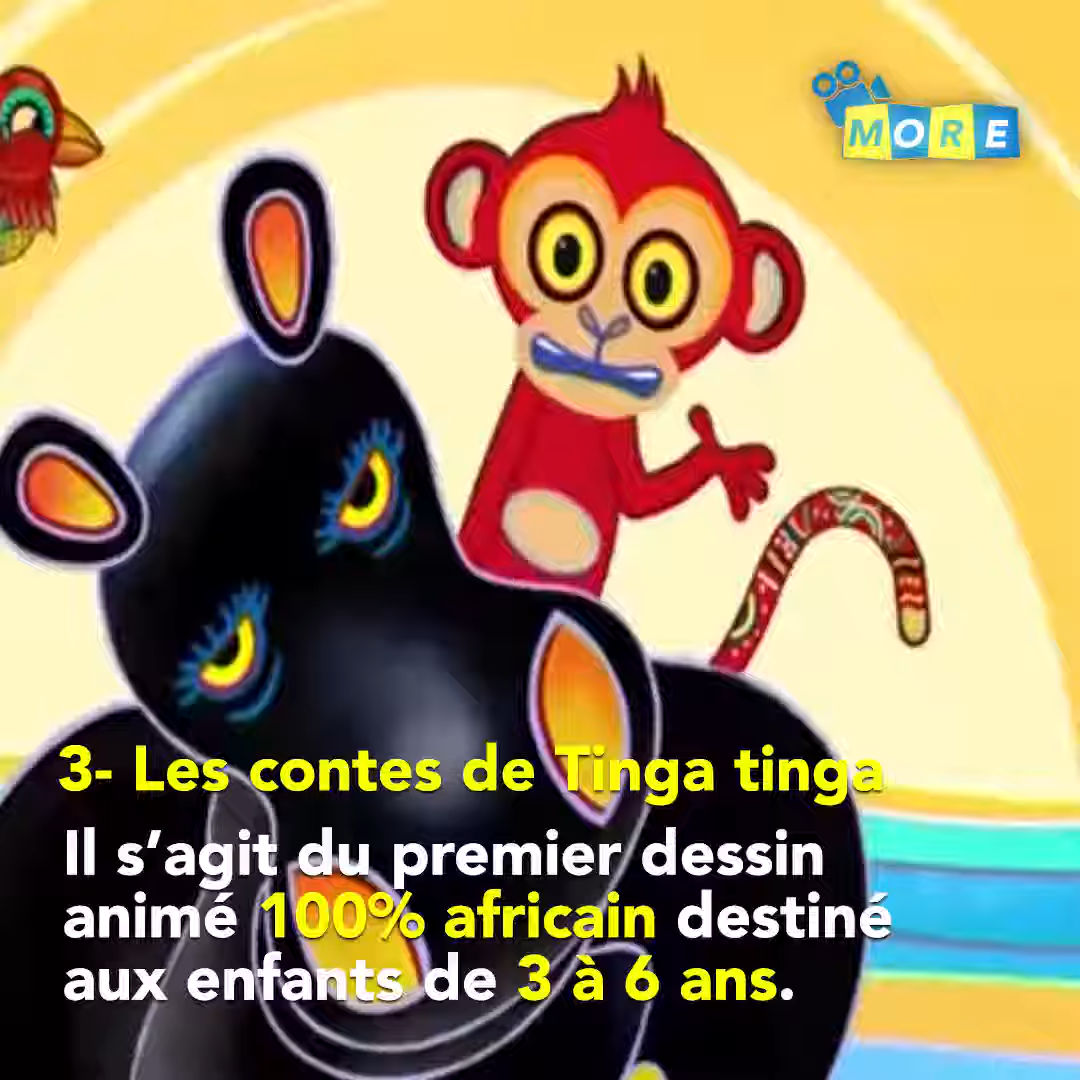 MORE
3- Les contes de Tinga tinga
Il s’agit du premier dessin
animé 100% africain destiné
aux enfants de 3 à 6 ans.